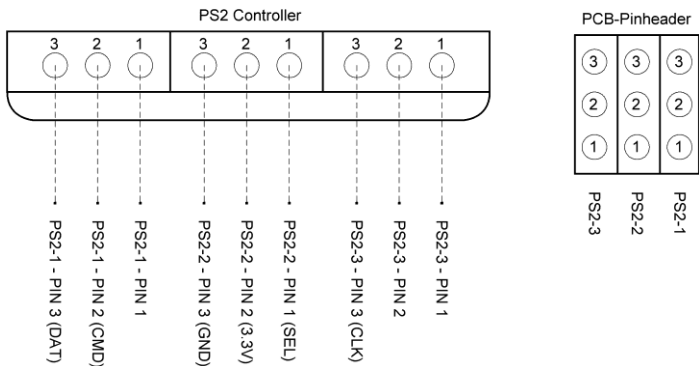 PS2 Controller
3 2 1 3 2 1 3 2 1
PS2-1 - PIN 3 (DAT)
PS2-1 - PIN 2 (CMD)
PS2-1 - PIN 1
PS2-2 - PIN 3 (GND)
PS2-2 - PIN 2 (3.3V)
PS2-2 - PIN 1 (SEL)
PS2-3 - PIN 3 (CLK)
PS2-3 - PIN 2
PS2-3 - PIN 1
PCB-Pinheader
3 3 3
2 2 2
1 1 1
PS2-3
PS2-2
PS2-1